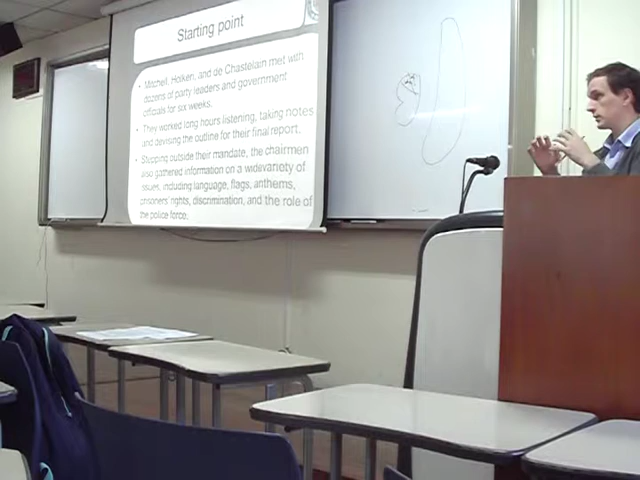 Starting point
• Mitchell, Holkeri, and de Chastelain met with
dozens of party leaders and government
officials for six weeks.
• They worked long hours listening, taking notes
and devising the outline for their final report.
• Stepping outside their mandate, the chairmen
also gathered information on a widevariety of
issues, including language, flags, anthems,
prisoners' rights, discrimination, and the role of
the police force.